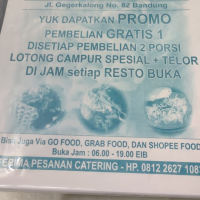 Jl. Gegerkalong No. 82 Bandung
YUK DAPATKAN PROMO
PEMBELIAN GRATIS 1
DISETIAP PEMBELIAN 2 PORSI
LOTONG CAMPUR SPESIAL + TELOR
DI JAM setiap RESTO BUKA
Bisa Juga Via GO FOOD, GRAB FOOD, DAN SHOPEE FOOD
Buka Jam : 06.00 - 19.00 EIB
TERIMA PESANAN CATERING - HP. 0812 2627 108